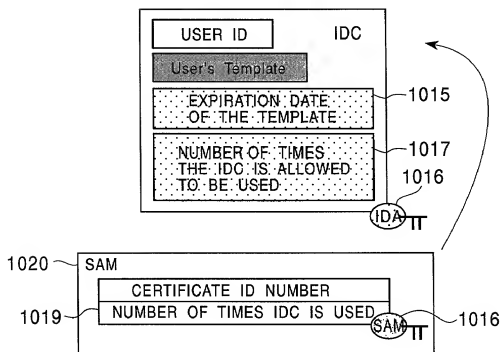 USER ID
IDC
User's Template
EXPIRATION DATE
OF THE TEMPLATE
1015
NUMBER OF TIMES
THE IDC IS ALLOWED
TO BE USED
1017
1016
IDA
1020
SAM
CERTIFICATE ID NUMBER
1019
NUMBER OF TIMES IDC IS USED
SAM
1016